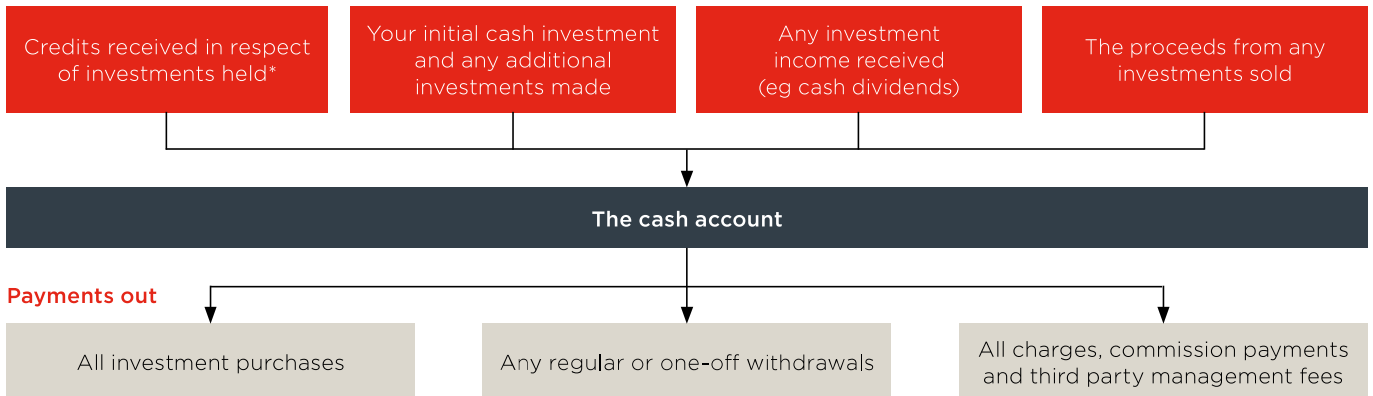 Credits received in respect
of investments held*
Your initial cash investment
and any additional
investments made
Any investment
income received
(eg cash dividends)
The proceeds from any
investments sold
The cash account
Payments out
All investment purchases
Any regular or one-off withdrawals
All charges, commission payments
and third party management fees